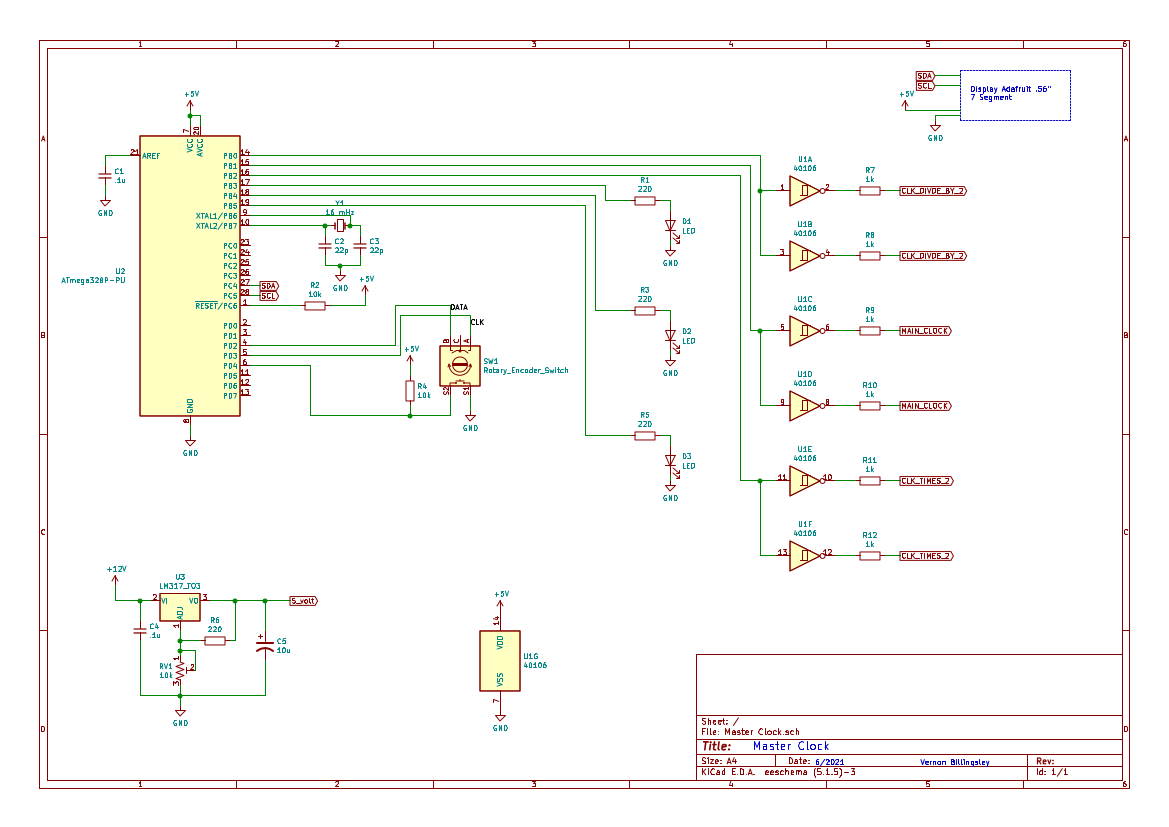 1 2 3 4 5 6
A
B
C
D
A
B
C
D
1 2 3 4 5 6
+5V
7
20
VCC
AVCC
21
AREF
C1
.1u
GND
U2
ATmega328P-PU
PB0 14
PB1 15
PB2 16
PB3 17
PB4 18
PB5 19
XTAL1/PB6 9
XTAL2/PB7 10
PC0 23
PC1 24
PC2 25
PC3 26
PC4 27
PC5 28
RESET/PC6 1
PD0 2
PD1 3
PD2 4
PD3 5
PD4 6
PD5 11
PD6 12
PD7 13
GND
8
GND
SDA
SCL
Y1
16 mHz
C2
22p
C3
22p
GND
R2
10k
+5V
DATA
CLK
B
C
A
S2
S1
SW1
Rotary_Encoder_Switch
+5V
R4
10k
GND
R1
220
D1
LED
GND
R3
220
D2
LED
GND
R5
220
D3
LED
GND
SDA
SCL
+5V
GND
Display Adafruit .56"
7 Segment
U1A
40106
1
2
R7
1k
CLK_DIVDE_BY_2
U1B
40106
3
4
R8
1k
CLK_DIVDE_BY_2
U1C
40106
5
6
R9
1k
MAIN_CLOCK
U1D
40106
9
8
R10
1k
MAIN_CLOCK
U1E
40106
11
10
R11
1k
CLK_TIMES_2
U1F
40106
13
12
R12
1k
CLK_TIMES_2
+12V
U3
LM317_TO3
2
VI
VO
3
ADJ
1
5_volt
C4
.1u
R6
220
C5
10u
+
RV1
10k
1
2
3
GND
+5V
14
VDD
VSS
7
U1G
40106
GND
Sheet: /
File: Master Clock.sch
Title: Master Clock
Size: A4 Date: 6/2021 Vernon Billingsley Rev:
KiCad E.D.A. eeschema (5.1.5)-3 Id: 1/1